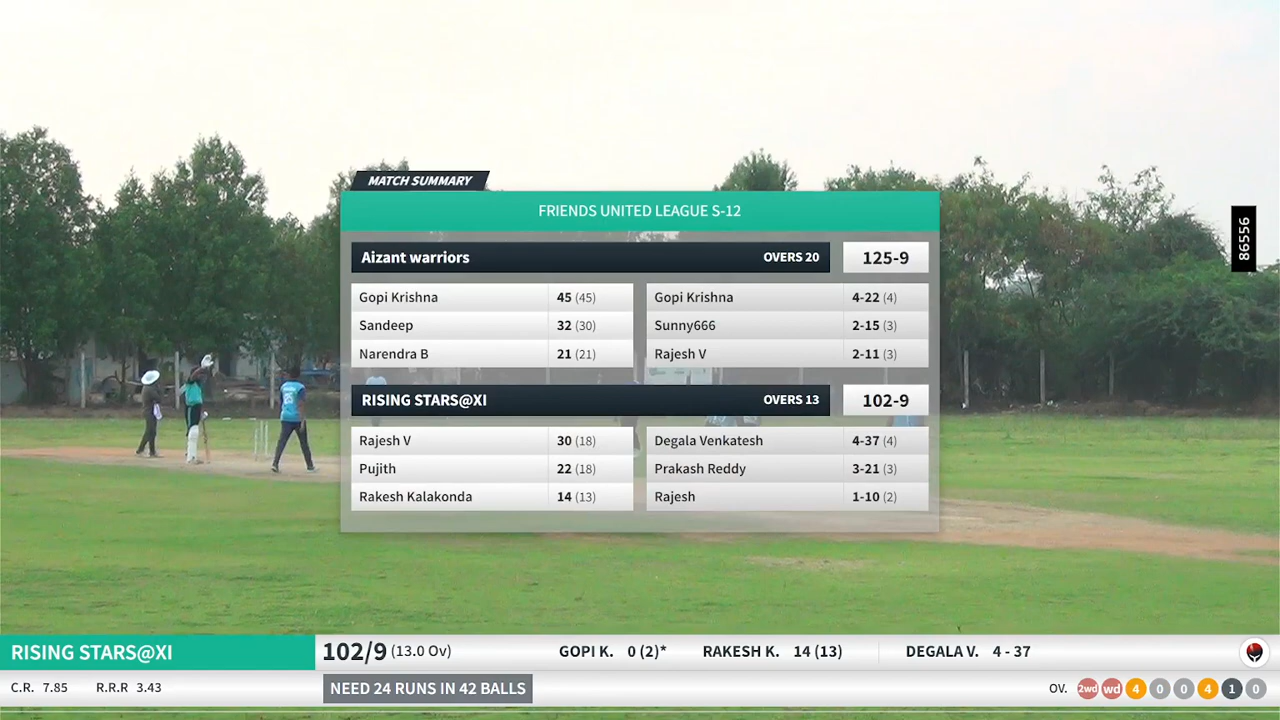 MATCH SUMMARY
FRIENDS UNITED LEAGUE S-12
86556
Aizant warriors OVERS 20 125-9
Gopi Krishna 45 (45) Gopi Krishna 4-22 (4)
Sandeep 32 (30) Sunny666 2-15 (3)
Narendra B 21 (21) Rajesh V 2-11 (3)
RISING STARS@XI OVERS 13 102-9
Rajesh V 30 (18) Degala Venkatesh 4-37 (4)
Pujith 22 (18) Prakash Reddy 3-21 (3)
Rakesh Kalakonda 14 (13) Rajesh 1-10 (2)
RISING STARS@XI 102/9 (13.0 Ov) GOPI K. 0 (2)* RAKESH K. 14 (13) DEGALA V. 4 - 37
C.R. 7.85 R.R.R 3.43 NEED 24 RUNS IN 42 BALLS OV. 2wd wd 4 0 0 4 1 0